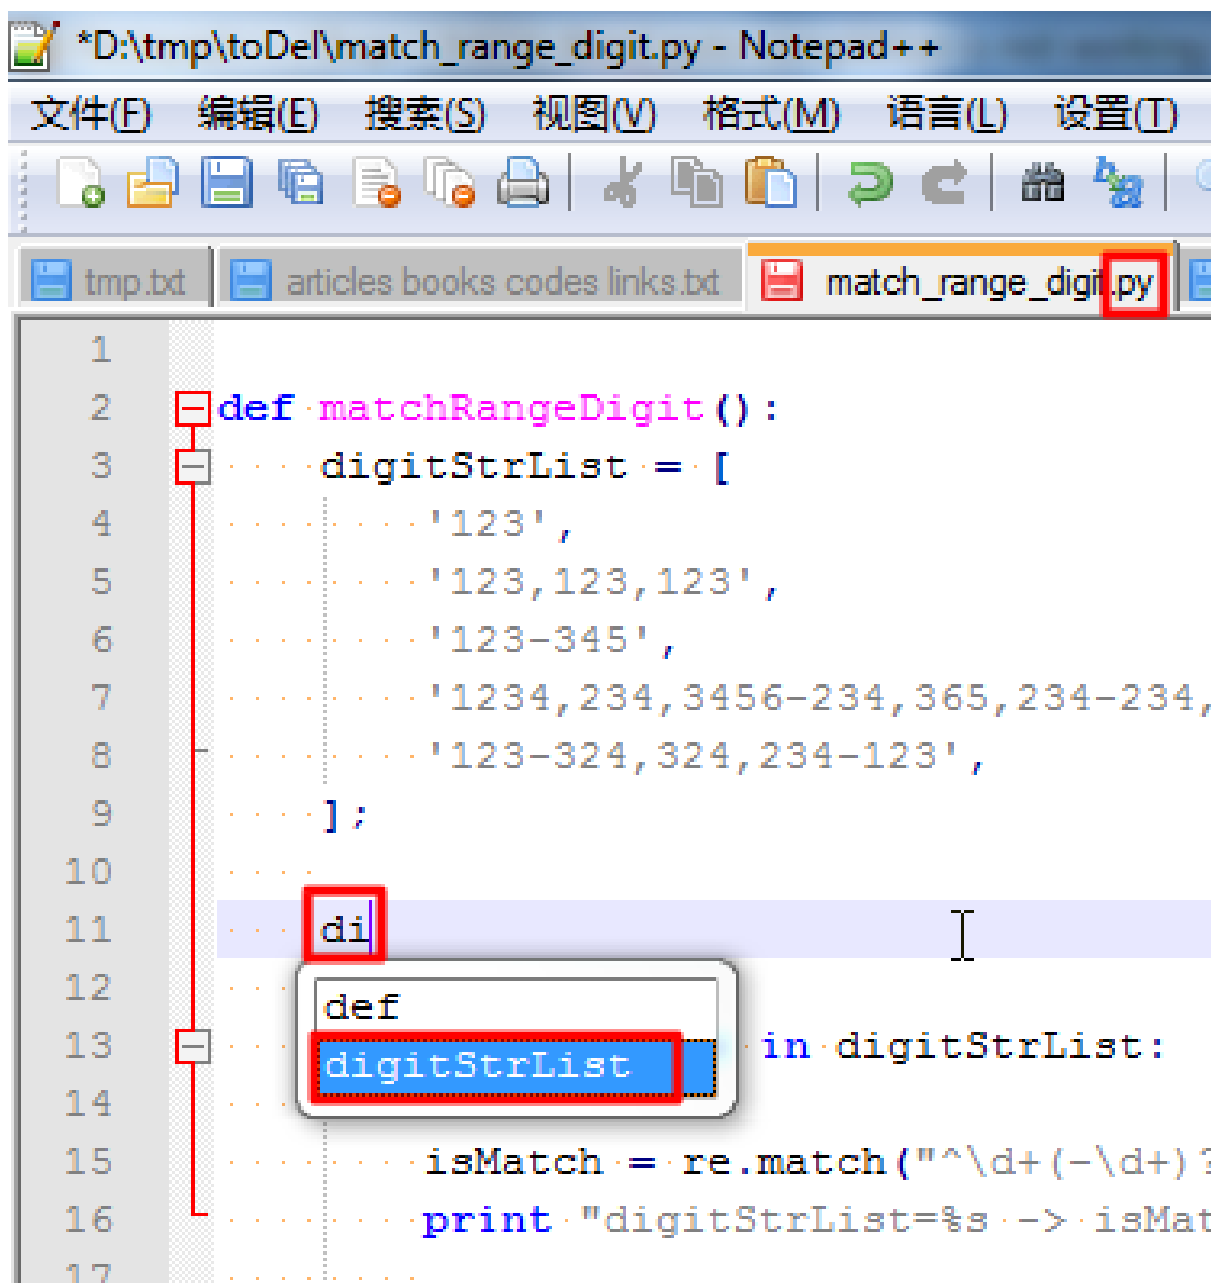 *D:\tmp\toDel\match_range_digit.py - Notepad++
文件(F) 编辑(E) 搜索(S) 视图(V) 格式(M) 语言(L) 设置(T)
tmp.txt articles books codes links.txt match_range_digit.py
1
2 def matchRangeDigit():
3 digitStrList = [
4 '123',
5 '123,123,123',
6 '123-345',
7 '1234,234,3456-234,365,234-234,
8 '123-324,324,234-123',
9 ];
10
11 di
12
def
13 in digitStrList:
digitStrList
14
15 isMatch = re.match("^\d+(-\d+)?
16 print "digitStrList=%s -> isMat
17